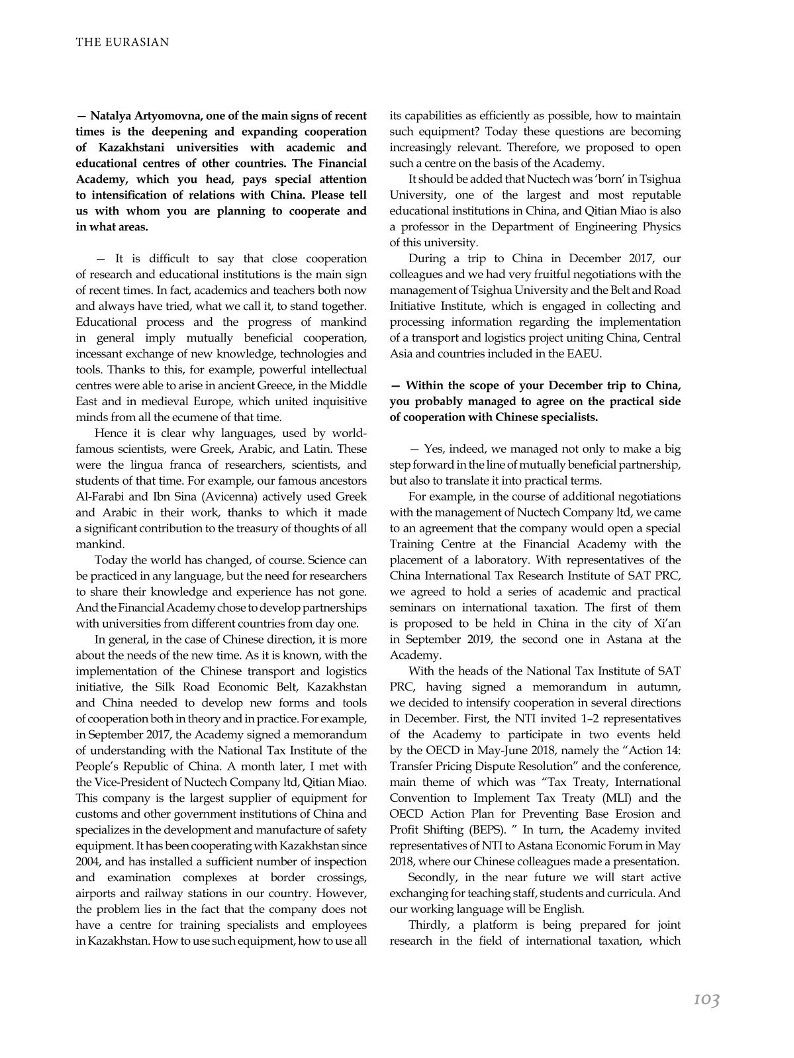 THE EURASIAN
— Natalya Artyomovna, one of the main signs of recent
times is the deepening and expanding cooperation
of Kazakhstani universities with academic and
educational centres of other countries. The Financial
Academy, which you head, pays special attention
to intensification of relations with China. Please tell
us with whom you are planning to cooperate and
in what areas.
— It is difficult to say that close cooperation
of research and educational institutions is the main sign
of recent times. In fact, academics and teachers both now
and always have tried, what we call it, to stand together.
Educational process and the progress of mankind
in general imply mutually beneficial cooperation,
incessant exchange of new knowledge, technologies and
tools. Thanks to this, for example, powerful intellectual
centres were able to arise in ancient Greece, in the Middle
East and in medieval Europe, which united inquisitive
minds from all the ecumene of that time.
Hence it is clear why languages, used by world-
famous scientists, were Greek, Arabic, and Latin. These
were the lingua franca of researchers, scientists, and
students of that time. For example, our famous ancestors
Al-Farabi and Ibn Sina (Avicenna) actively used Greek
and Arabic in their work, thanks to which it made
a significant contribution to the treasury of thoughts of all
mankind.
Today the world has changed, of course. Science can
be practiced in any language, but the need for researchers
to share their knowledge and experience has not gone.
And the Financial Academy chose to develop partnerships
with universities from different countries from day one.
In general, in the case of Chinese direction, it is more
about the needs of the new time. As it is known, with the
implementation of the Chinese transport and logistics
initiative, the Silk Road Economic Belt, Kazakhstan
and China needed to develop new forms and tools
of cooperation both in theory and in practice. For example,
in September 2017, the Academy signed a memorandum
of understanding with the National Tax Institute of the
People's Republic of China. A month later, I met with
the Vice-President of Nuctech Company ltd, Qitian Miao.
This company is the largest supplier of equipment for
customs and other government institutions of China and
specializes in the development and manufacture of safety
equipment. It has been cooperating with Kazakhstan since
2004, and has installed a sufficient number of inspection
and examination complexes at border crossings,
airports and railway stations in our country. However,
the problem lies in the fact that the company does not
have a centre for training specialists and employees
in Kazakhstan. How to use such equipment, how to use all
its capabilities as efficiently as possible, how to maintain
such equipment? Today these questions are becoming
increasingly relevant. Therefore, we proposed to open
such a centre on the basis of the Academy.
It should be added that Nuctech was 'born' in Tsighua
University, one of the largest and most reputable
educational institutions in China, and Qitian Miao is also
a professor in the Department of Engineering Physics
of this university.
During a trip to China in December 2017, our
colleagues and we had very fruitful negotiations with the
management of Tsighua University and the Belt and Road
Initiative Institute, which is engaged in collecting and
processing information regarding the implementation
of a transport and logistics project uniting China, Central
Asia and countries included in the EAEU.
— Within the scope of your December trip to China,
you probably managed to agree on the practical side
of cooperation with Chinese specialists.
— Yes, indeed, we managed not only to make a big
step forward in the line of mutually beneficial partnership,
but also to translate it into practical terms.
For example, in the course of additional negotiations
with the management of Nuctech Company ltd, we came
to an agreement that the company would open a special
Training Centre at the Financial Academy with the
placement of a laboratory. With representatives of the
China International Tax Research Institute of SAT PRC,
we agreed to hold a series of academic and practical
seminars on international taxation. The first of them
is proposed to be held in China in the city of Xi'an
in September 2019, the second one in Astana at the
Academy.
With the heads of the National Tax Institute of SAT
PRC, having signed a memorandum in autumn,
we decided to intensify cooperation in several directions
in December. First, the NTI invited 1–2 representatives
of the Academy to participate in two events held
by the OECD in May-June 2018, namely the "Action 14:
Transfer Pricing Dispute Resolution" and the conference,
main theme of which was "Tax Treaty, International
Convention to Implement Tax Treaty (MLI) and the
OECD Action Plan for Preventing Base Erosion and
Profit Shifting (BEPS). " In turn, the Academy invited
representatives of NTI to Astana Economic Forum in May
2018, where our Chinese colleagues made a presentation.
Secondly, in the near future we will start active
exchanging for teaching staff, students and curricula. And
our working language will be English.
Thirdly, a platform is being prepared for joint
research in the field of international taxation, which
103